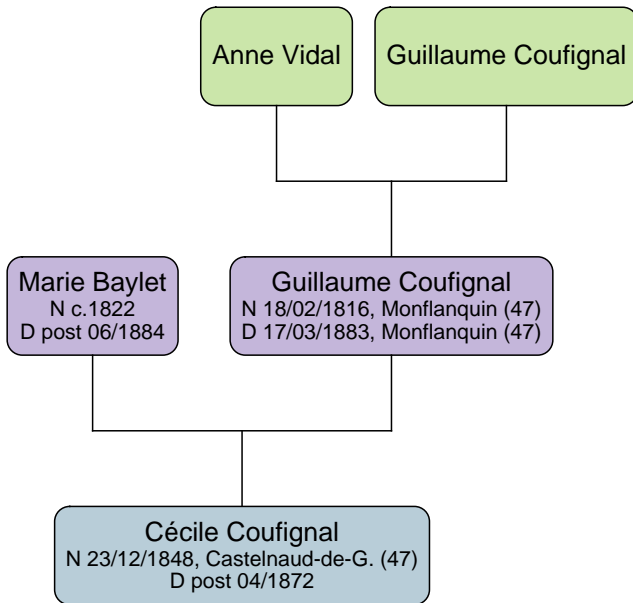 Anne Vidal
Guillaume Coufignal
Marie Baylet
N c.1822
D post 06/1884
Guillaume Coufignal
N 18/02/1816, Monflanquin (47)
D 17/03/1883, Monflanquin (47)
Cécile Coufignal
N 23/12/1848, Castelnaud-de-G. (47)
D post 04/1872